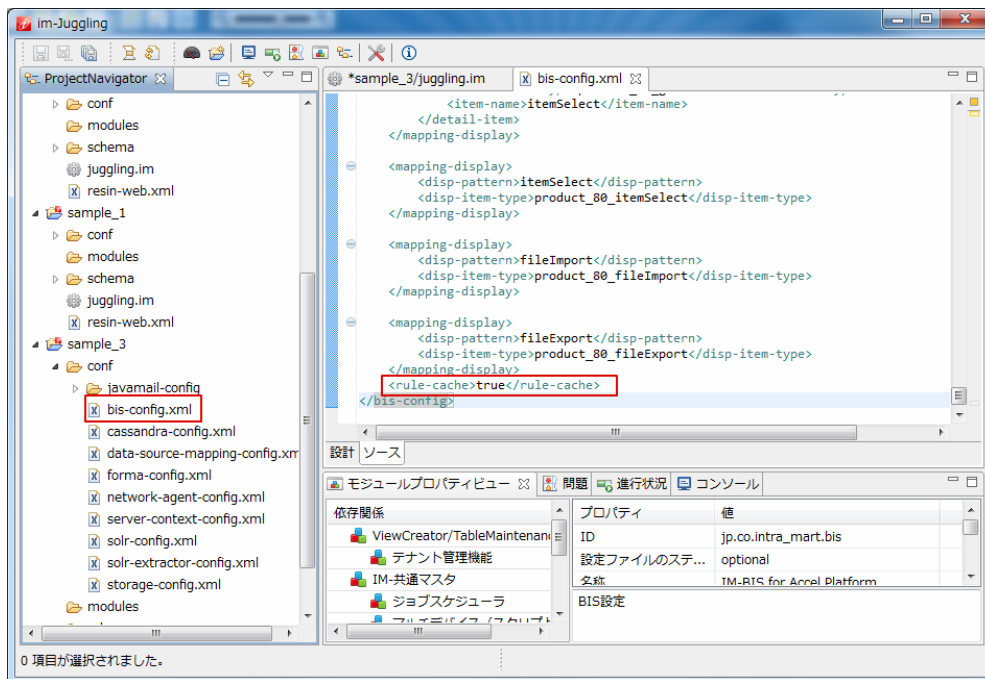 im-Juggling
ProjectNavigator
conf
modules
schema
juggling.im
resin-web.xml
sample_1
conf
modules
schema
juggling.im
resin-web.xml
sample_3
conf
javamail-config
bis-config.xml
cassandra-config.xml
data-source-mapping-config.xm
forma-config.xml
network-agent-config.xml
server-context-config.xml
solr-config.xml
solr-extractor-config.xml
storage-config.xml
modules
0 項目が選択されました。
*sample_3/juggling.im
bis-config.xml
<item-name>itemSelect</item-name>
</detail-item>
</mapping-display>
<mapping-display>
<disp-pattern>itemSelect</disp-pattern>
<disp-item-type>product_80_itemSelect</disp-item-type>
</mapping-display>
<mapping-display>
<disp-pattern>fileImport</disp-pattern>
<disp-item-type>product_80_fileImport</disp-item-type>
</mapping-display>
<mapping-display>
<disp-pattern>fileExport</disp-pattern>
<disp-item-type>product_80_fileExport</disp-item-type>
</mapping-display>
<rule-cache>true</rule-cache>
</bis-config>
設計 ソース
モジュールプロパティビュー 問題 進行状況 コンソール
依存関係
ViewCreator/TableMaintenan
テナント管理機能
IM-共通マスタ
ジョブスケジューラ
マルチデバイス (スクリプト
プロパティ 値
ID jp.co.intra_mart.bis
設定ファイルのステ... optional
名称 IM-BIS for Accel Platform
BIS設定